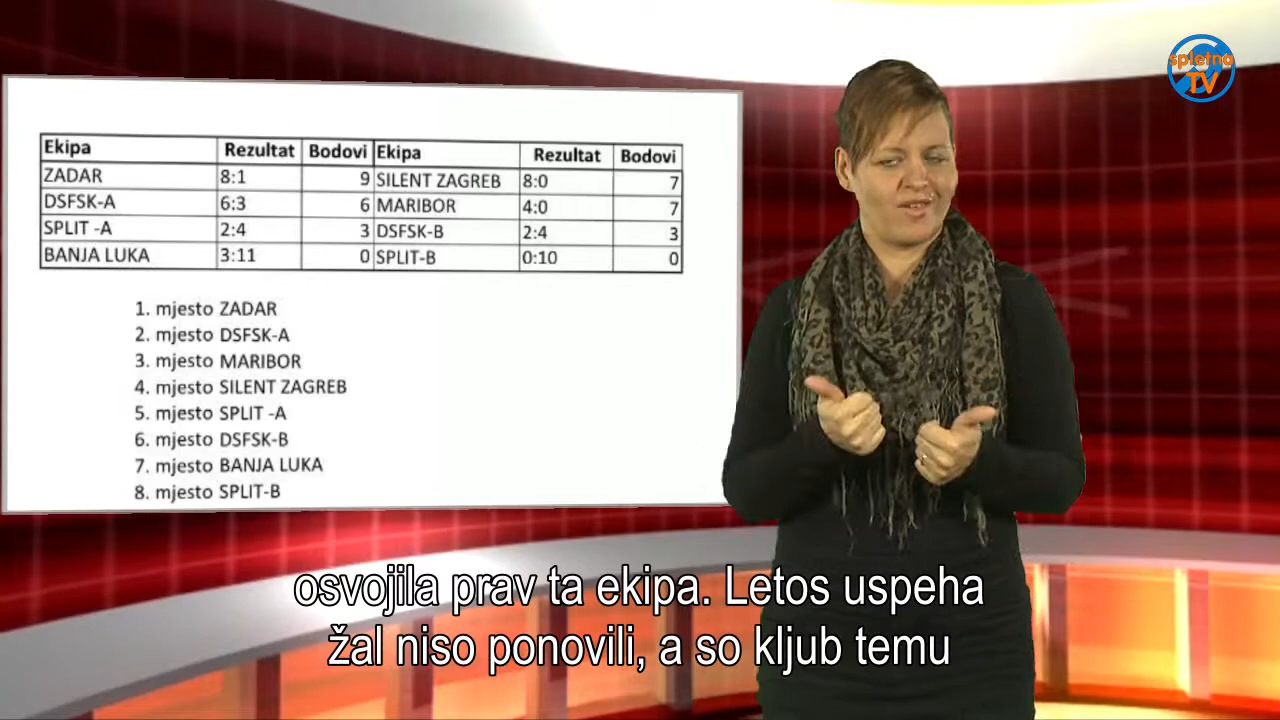 spletna
TV
Ekipa Rezultat Bodovi Ekipa Rezultat Bodovi
ZADAR 8:1 9 SILENT ZAGREB 8:0 7
DSFSK-A 6:3 6 MARIBOR 4:0 7
SPLIT -A 2:4 3 DSFSK-B 2:4 3
BANJA LUKA 3:11 0 SPLIT-B 0:10 0
1. mjesto ZADAR
2. mjesto DSFSK-A
3. mjesto MARIBOR
4. mjesto SILENT ZAGREB
5. mjesto SPLIT -A
6. mjesto DSFSK-B
7. mjesto BANJA LUKA
8. mjesto SPLIT-B
osvojila prav ta ekipa. Letos uspeha
žal niso ponovili, a so kljub temu